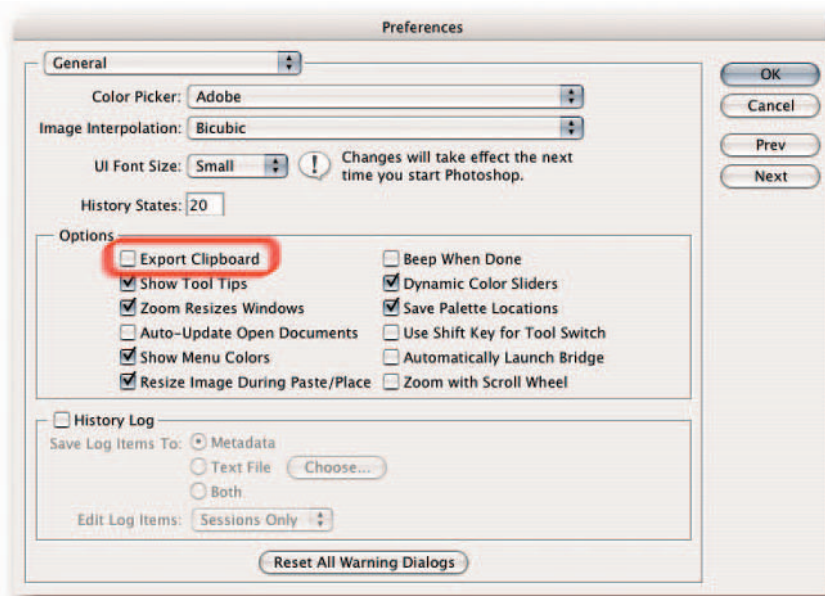 Preferences
General
OK
Color Picker: Adobe
Cancel
Image Interpolation: Bicubic
Prev
UI Font Size: Small ! Changes will take effect the next
time you start Photoshop.
Next
History States: 20
Options
Export Clipboard
Beep When Done
Show Tool Tips
Dynamic Color Sliders
Zoom Resizes Windows
Save Palette Locations
Auto-Update Open Documents
Use Shift Key for Tool Switch
Show Menu Colors
Automatically Launch Bridge
Resize Image During Paste/Place
Zoom with Scroll Wheel
History Log
Save Log Items To: Metadata
Text File Choose...
Both
Edit Log Items: Sessions Only
Reset All Warning Dialogs